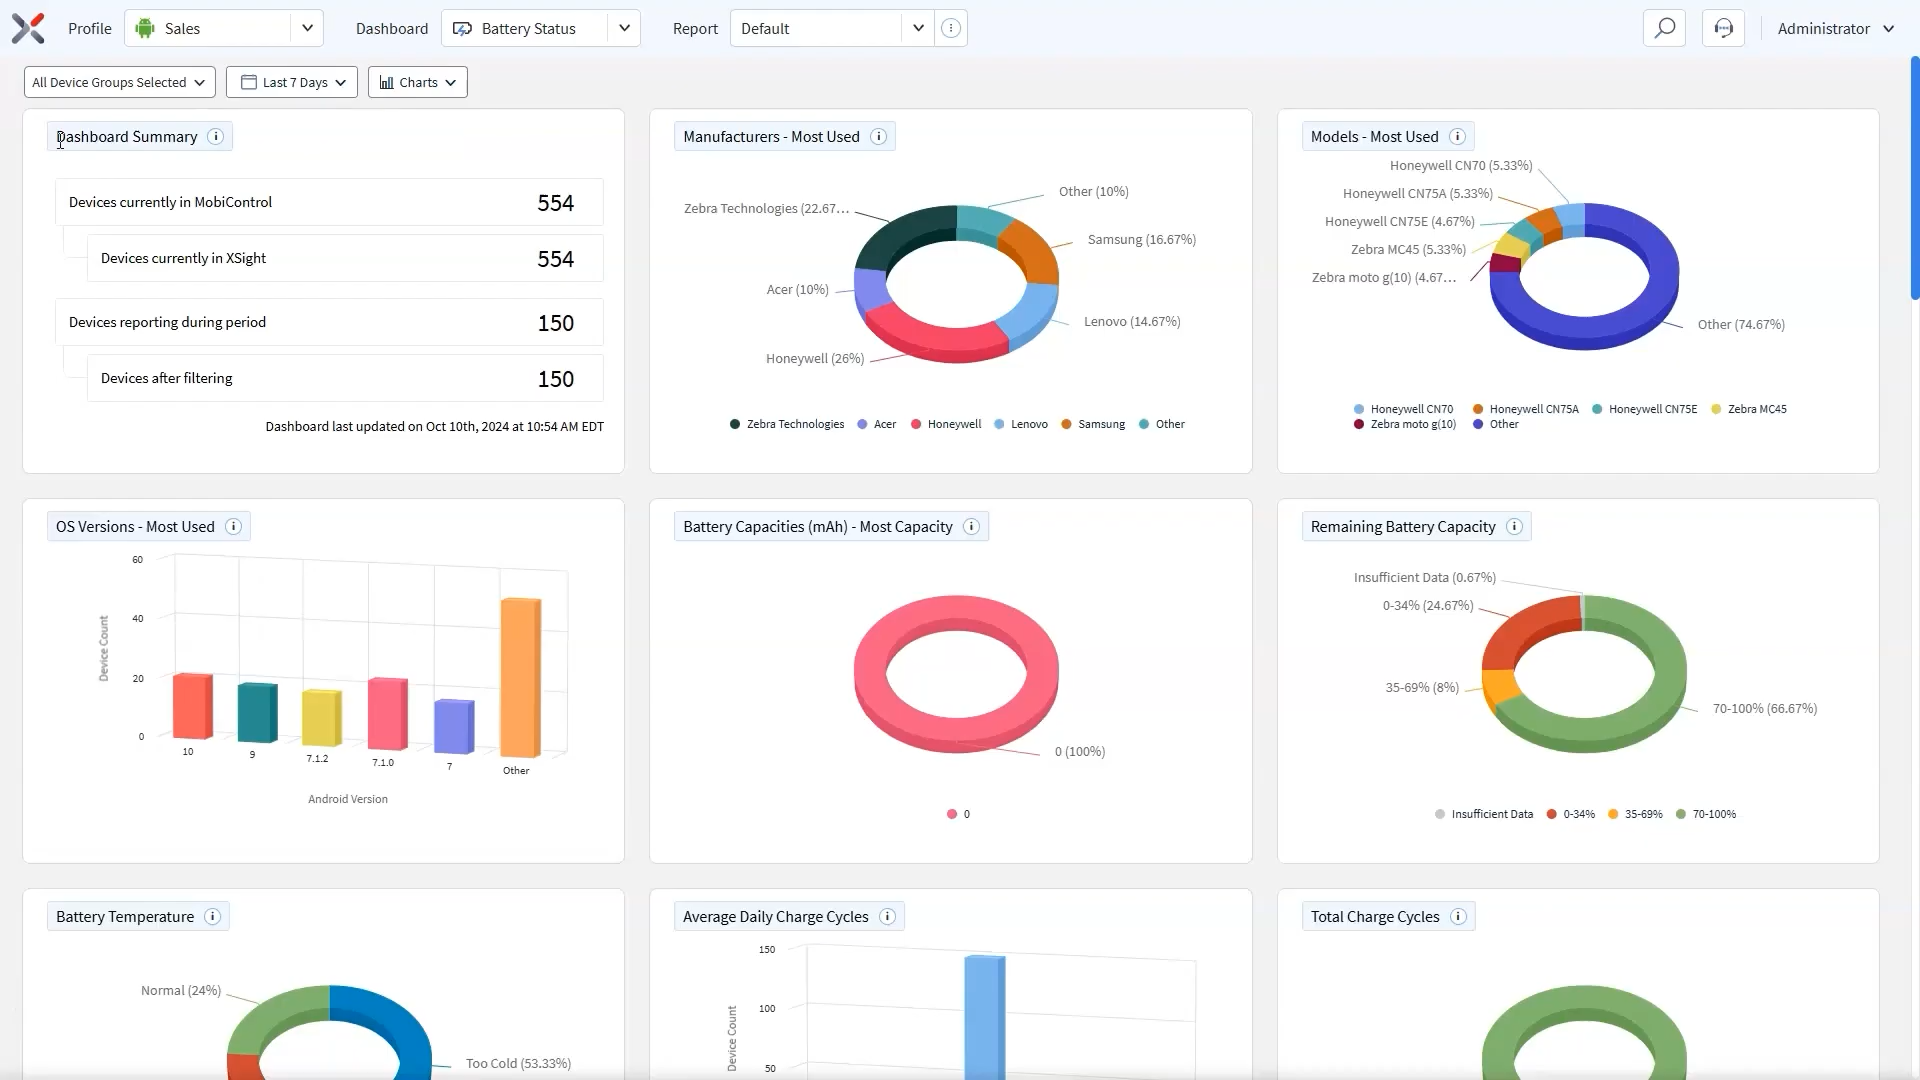 Profile Sales Dashboard Battery Status Report Default Administrator
All Device Groups Selected Last 7 Days Charts
Dashboard Summary
Devices currently in MobiControl 554
Devices currently in XSight 554
Devices reporting during period 150
Devices after filtering 150
Dashboard last updated on Oct 10th, 2024 at 10:54 AM EDT
Manufacturers - Most Used
Other (10%)
Zebra Technologies (22.67...
Samsung (16.67%)
Acer (10%)
Lenovo (14.67%)
Honeywell (26%)
Zebra Technologies Acer Honeywell Lenovo Samsung Other
Models - Most Used
Honeywell CN70 (5.33%)
Honeywell CN75A (5.33%)
Honeywell CN75E (4.67%)
Zebra MC45 (5.33%)
Zebra moto g(10) (4.67...
Other (74.67%)
Honeywell CN70 Honeywell CN75A Honeywell CN75E Zebra MC45
Zebra moto g(10) Other
OS Versions - Most Used
60
40
20
0
Device Count
10 9 7.1.2 7.1.0 7 Other
Android Version
Battery Capacities (mAh) - Most Capacity
0 (100%)
0
Remaining Battery Capacity
Insufficient Data (0.67%)
0-34% (24.67%)
35-69% (8%)
70-100% (66.67%)
Insufficient Data 0-34% 35-69% 70-100%
Battery Temperature
Normal (24%)
Too Cold (53.33%)
Average Daily Charge Cycles
150
100
50
Device Count
Total Charge Cycles